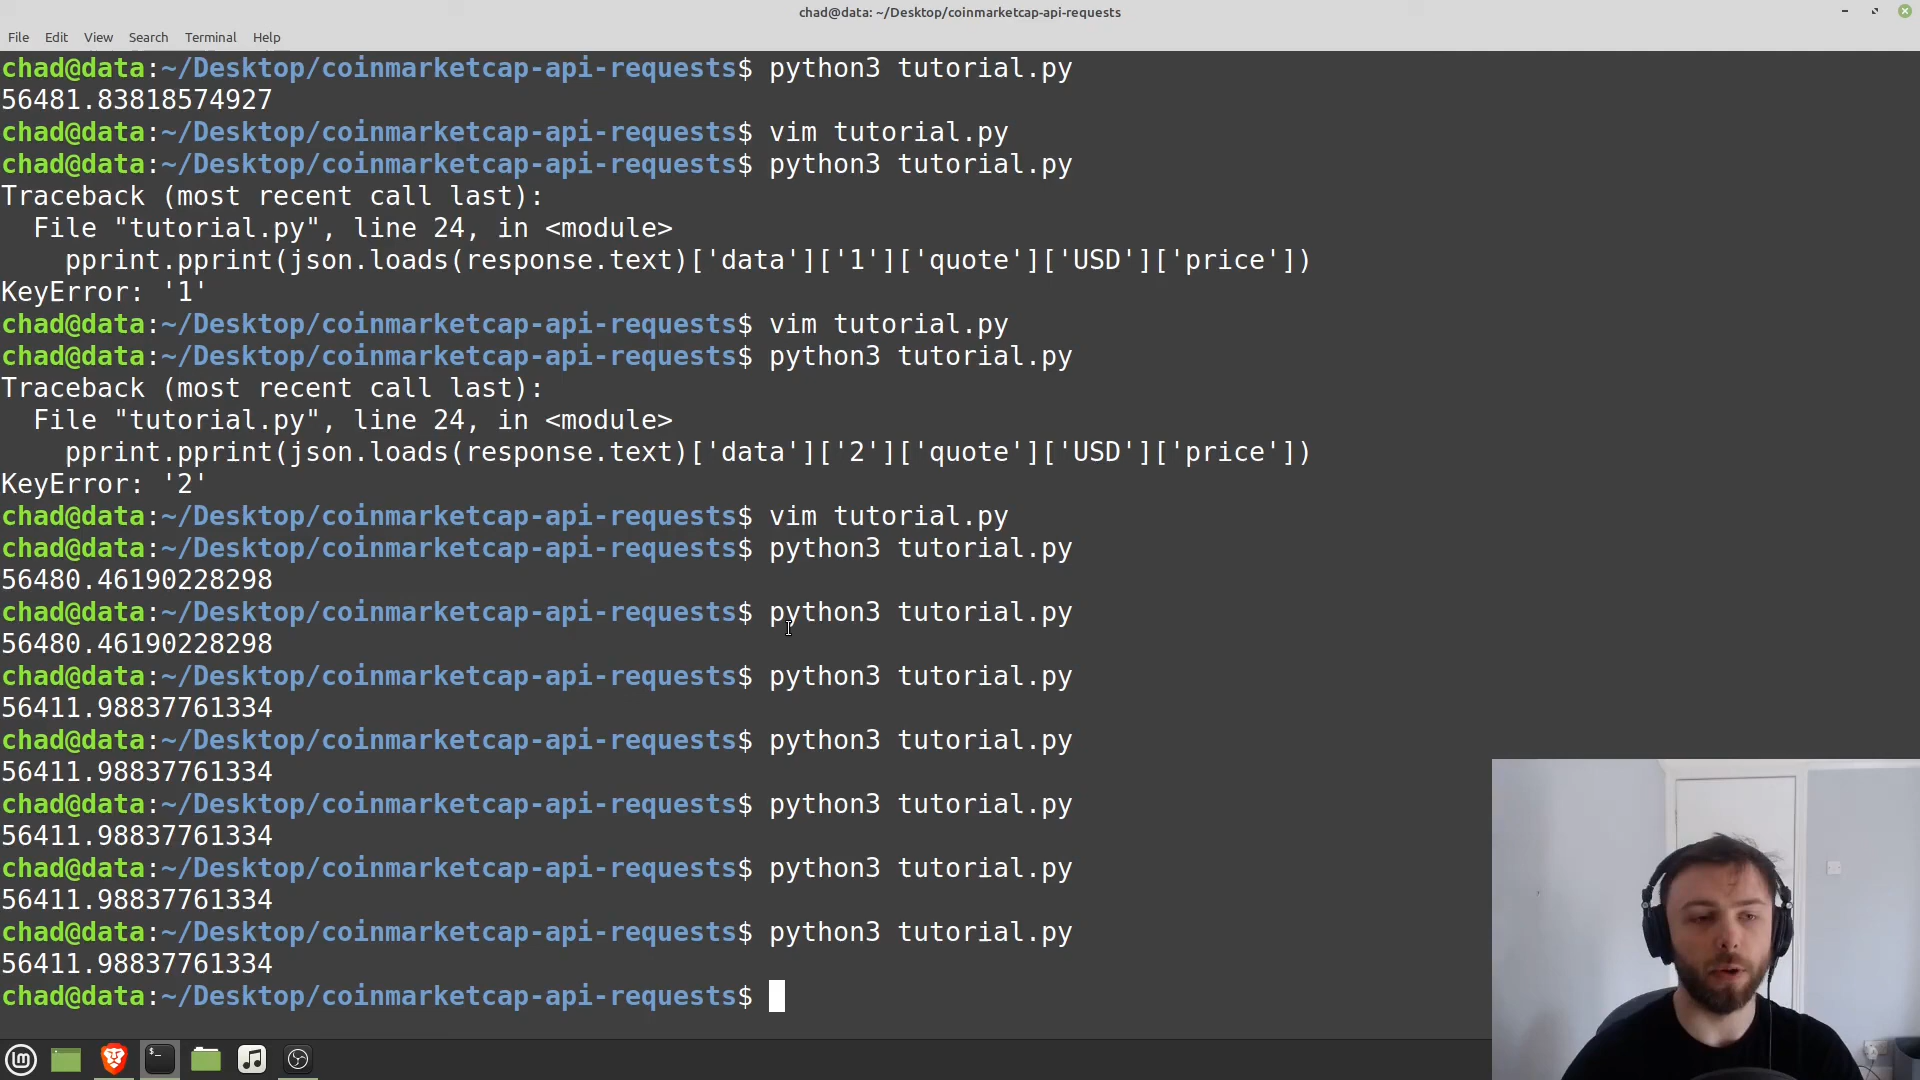 chad@data: ~/Desktop/coinmarketcap-api-requests
File Edit View Search Terminal Help
chad@data:~/Desktop/coinmarketcap-api-requests$ python3 tutorial.py
56481.83818574927
chad@data:~/Desktop/coinmarketcap-api-requests$ vim tutorial.py
chad@data:~/Desktop/coinmarketcap-api-requests$ python3 tutorial.py
Traceback (most recent call last):
  File "tutorial.py", line 24, in <module>
    pprint.pprint(json.loads(response.text)['data']['1']['quote']['USD']['price'])
KeyError: '1'
chad@data:~/Desktop/coinmarketcap-api-requests$ vim tutorial.py
chad@data:~/Desktop/coinmarketcap-api-requests$ python3 tutorial.py
Traceback (most recent call last):
  File "tutorial.py", line 24, in <module>
    pprint.pprint(json.loads(response.text)['data']['2']['quote']['USD']['price'])
KeyError: '2'
chad@data:~/Desktop/coinmarketcap-api-requests$ vim tutorial.py
chad@data:~/Desktop/coinmarketcap-api-requests$ python3 tutorial.py
56480.46190228298
chad@data:~/Desktop/coinmarketcap-api-requests$ python3 tutorial.py
56480.46190228298
chad@data:~/Desktop/coinmarketcap-api-requests$ python3 tutorial.py
56411.98837761334
chad@data:~/Desktop/coinmarketcap-api-requests$ python3 tutorial.py
56411.98837761334
chad@data:~/Desktop/coinmarketcap-api-requests$ python3 tutorial.py
56411.98837761334
chad@data:~/Desktop/coinmarketcap-api-requests$ python3 tutorial.py
56411.98837761334
chad@data:~/Desktop/coinmarketcap-api-requests$ python3 tutorial.py
56411.98837761334
chad@data:~/Desktop/coinmarketcap-api-requests$